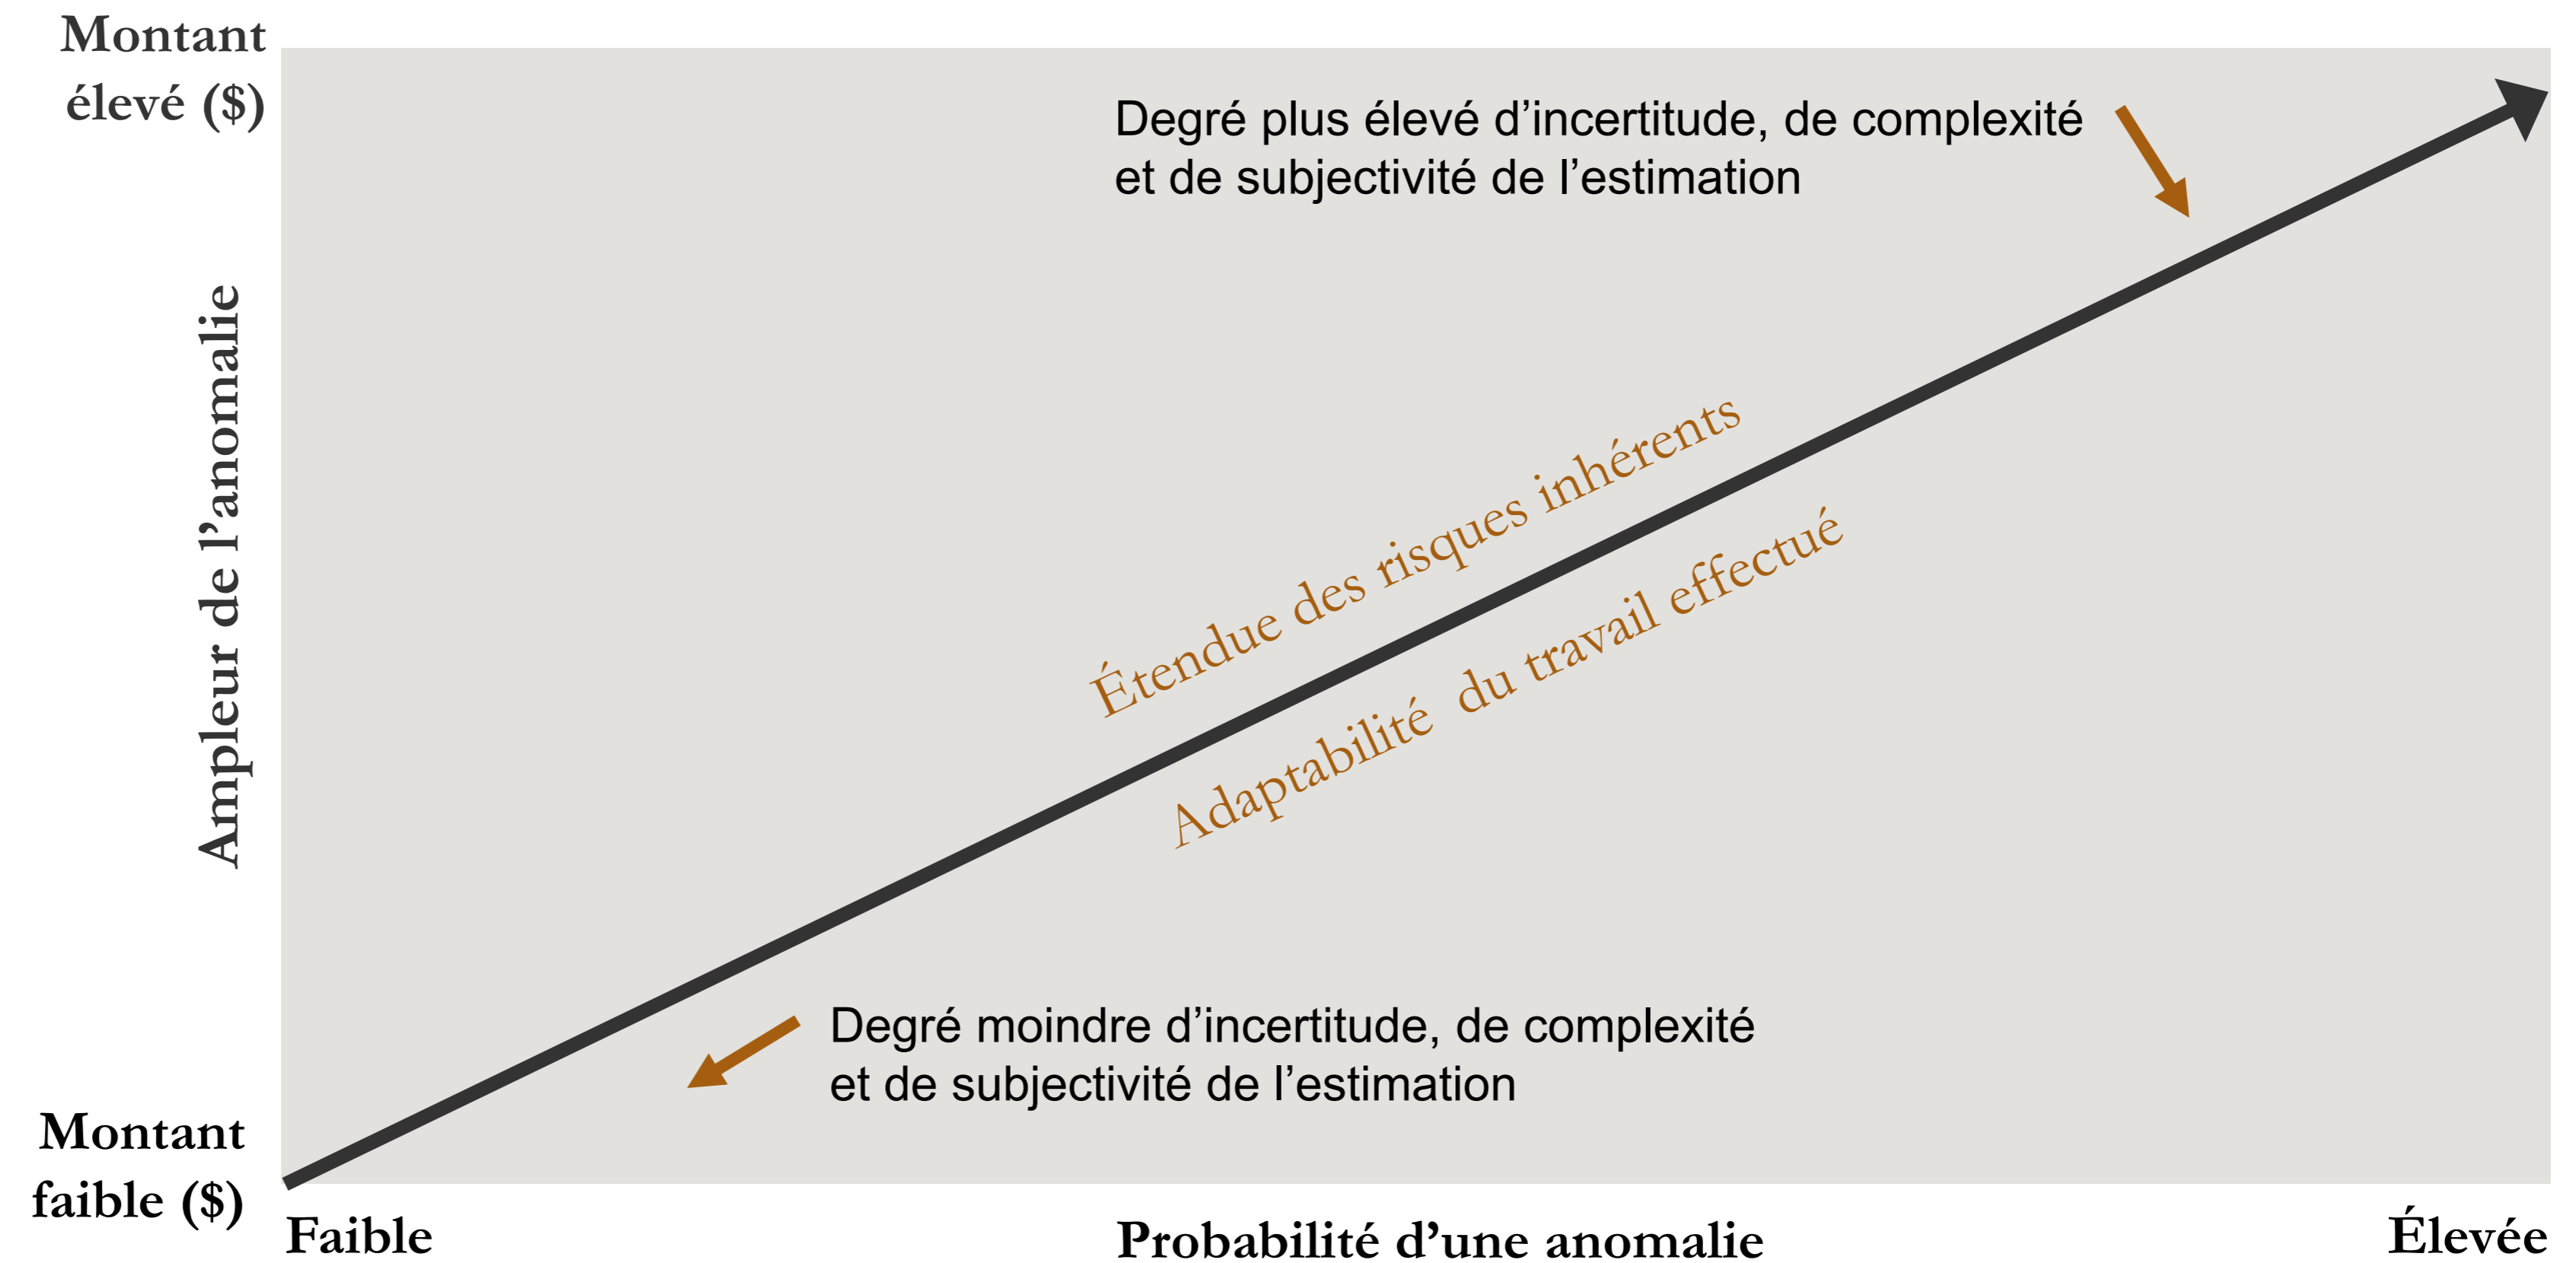 Montant
élevé ($)
Degré plus élevé d’incertitude, de complexité
et de subjectivité de l’estimation
Ampleur de l’anomalie
Étendue des risques inhérents
Adaptabilité du travail effectué
Degré moindre d’incertitude, de complexité
et de subjectivité de l’estimation
Montant
faible ($)
Faible
Probabilité d’une anomalie
Élevée